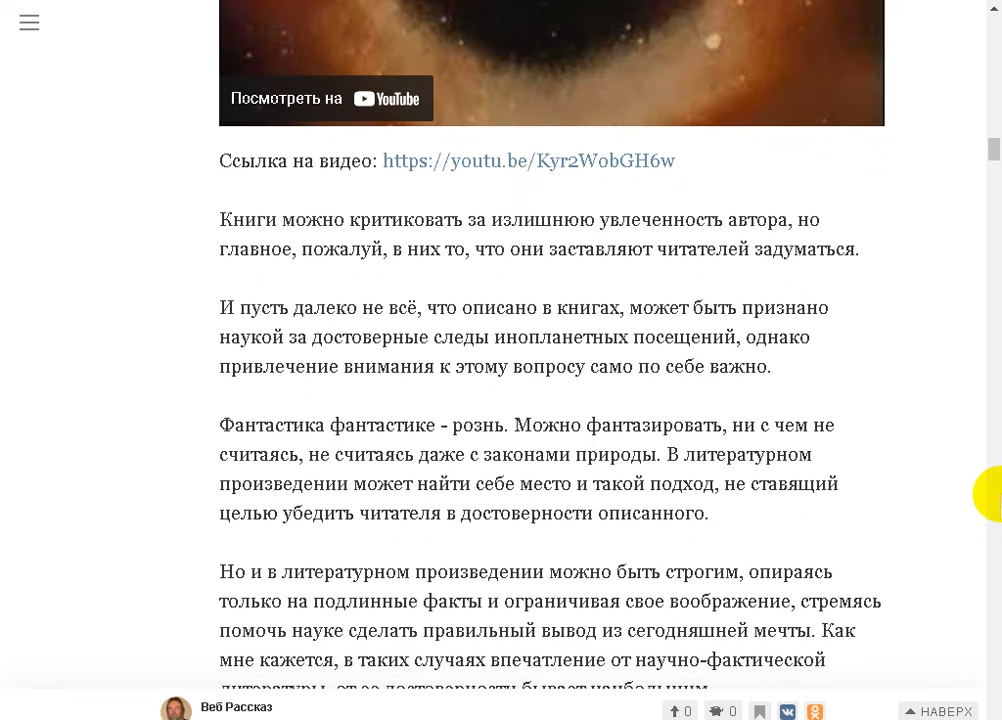 Посмотреть на YouTube
Ссылка на видео: https://youtu.be/Kyr2WobGH6w
Книги можно критиковать за излишнюю увлеченность автора, но
главное, пожалуй, в них то, что они заставляют читателей задуматься.
И пусть далеко не всё, что описано в книгах, может быть признано
наукой за достоверные следы инопланетных посещений, однако
привлечение внимания к этому вопросу само по себе важно.
Фантастика фантастике - рознь. Можно фантазировать, ни с чем не
считаясь, не считаясь даже с законами природы. В литературном
произведении может найти себе место и такой подход, не ставящий
целью убедить читателя в достоверности описанного.
Но и в литературном произведении можно быть строгим, опираясь
только на подлинные факты и ограничивая свое воображение, стремясь
помочь науке сделать правильный вывод из сегодняшней мечты. Как
мне кажется, в таких случаях впечатление от научно-фактической
литературы, от ее достоверности бывает наибольшим.
Веб Рассказ
0 0 НАВЕРХ